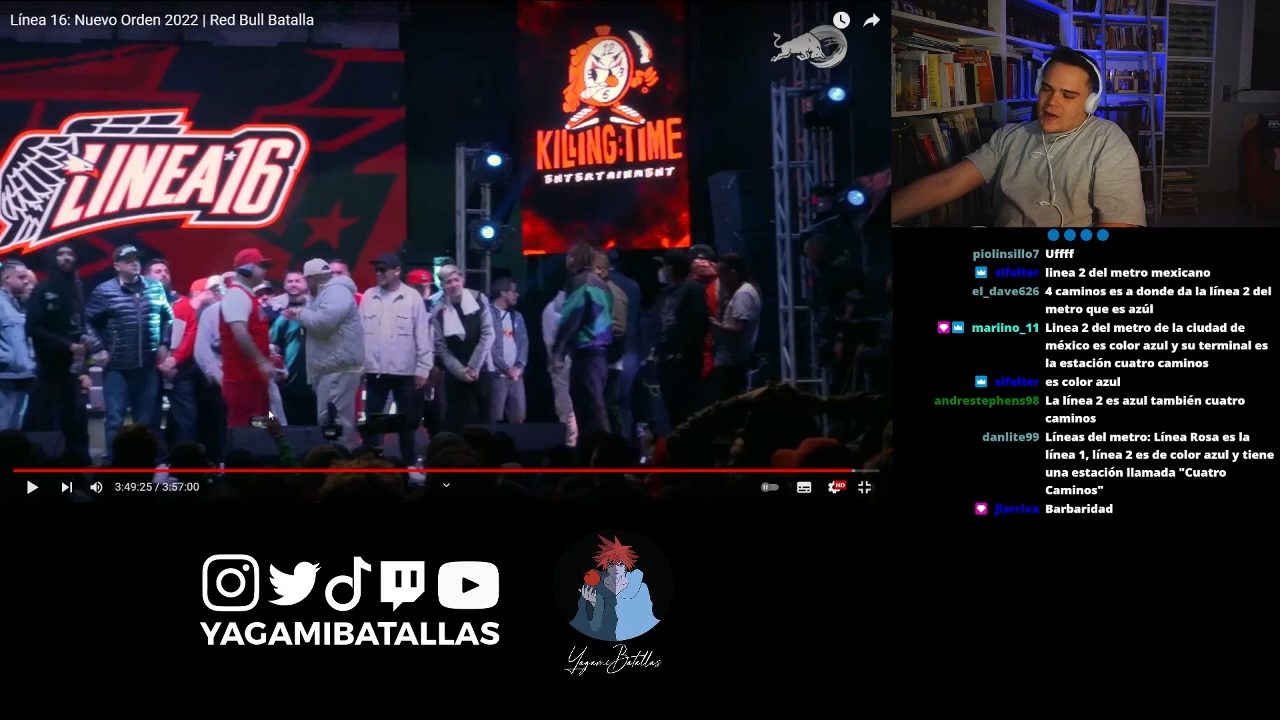 Línea 16: Nuevo Orden 2022 | Red Bull Batalla
LINEA 16
12
6
KILLING:TIME
ENTERTAINMENT
3:49:25 / 3:57:00
HD
piolinsillo7 Uffff
sifolter linea 2 del metro mexicano
el_dave626 4 caminos es a donde da la línea 2 del
metro que es azúl
mariino_11 Linea 2 del metro de la ciudad de
méxico es color azul y su terminal es
la estación cuatro caminos
sifolter es color azul
andrestephens98 La línea 2 es azul también cuatro
caminos
danlite99 Líneas del metro: Línea Rosa es la
línea 1, línea 2 es de color azul y tiene
una estación llamada "Cuatro
Caminos"
jlarriva Barbaridad
YAGAMIBATALLAS
YagamiBatallas